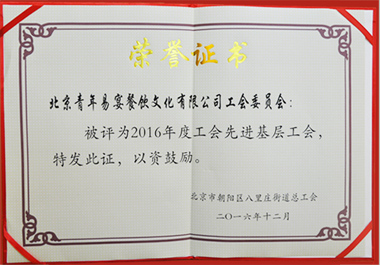 荣誉证书
北京青年易宴餐饮文化有限公司工会委员会：
被评为2016年度工会先进基层工会，
特发此证，以资鼓励。
北京市朝阳区八里庄街道总工会
二〇一六年十二月